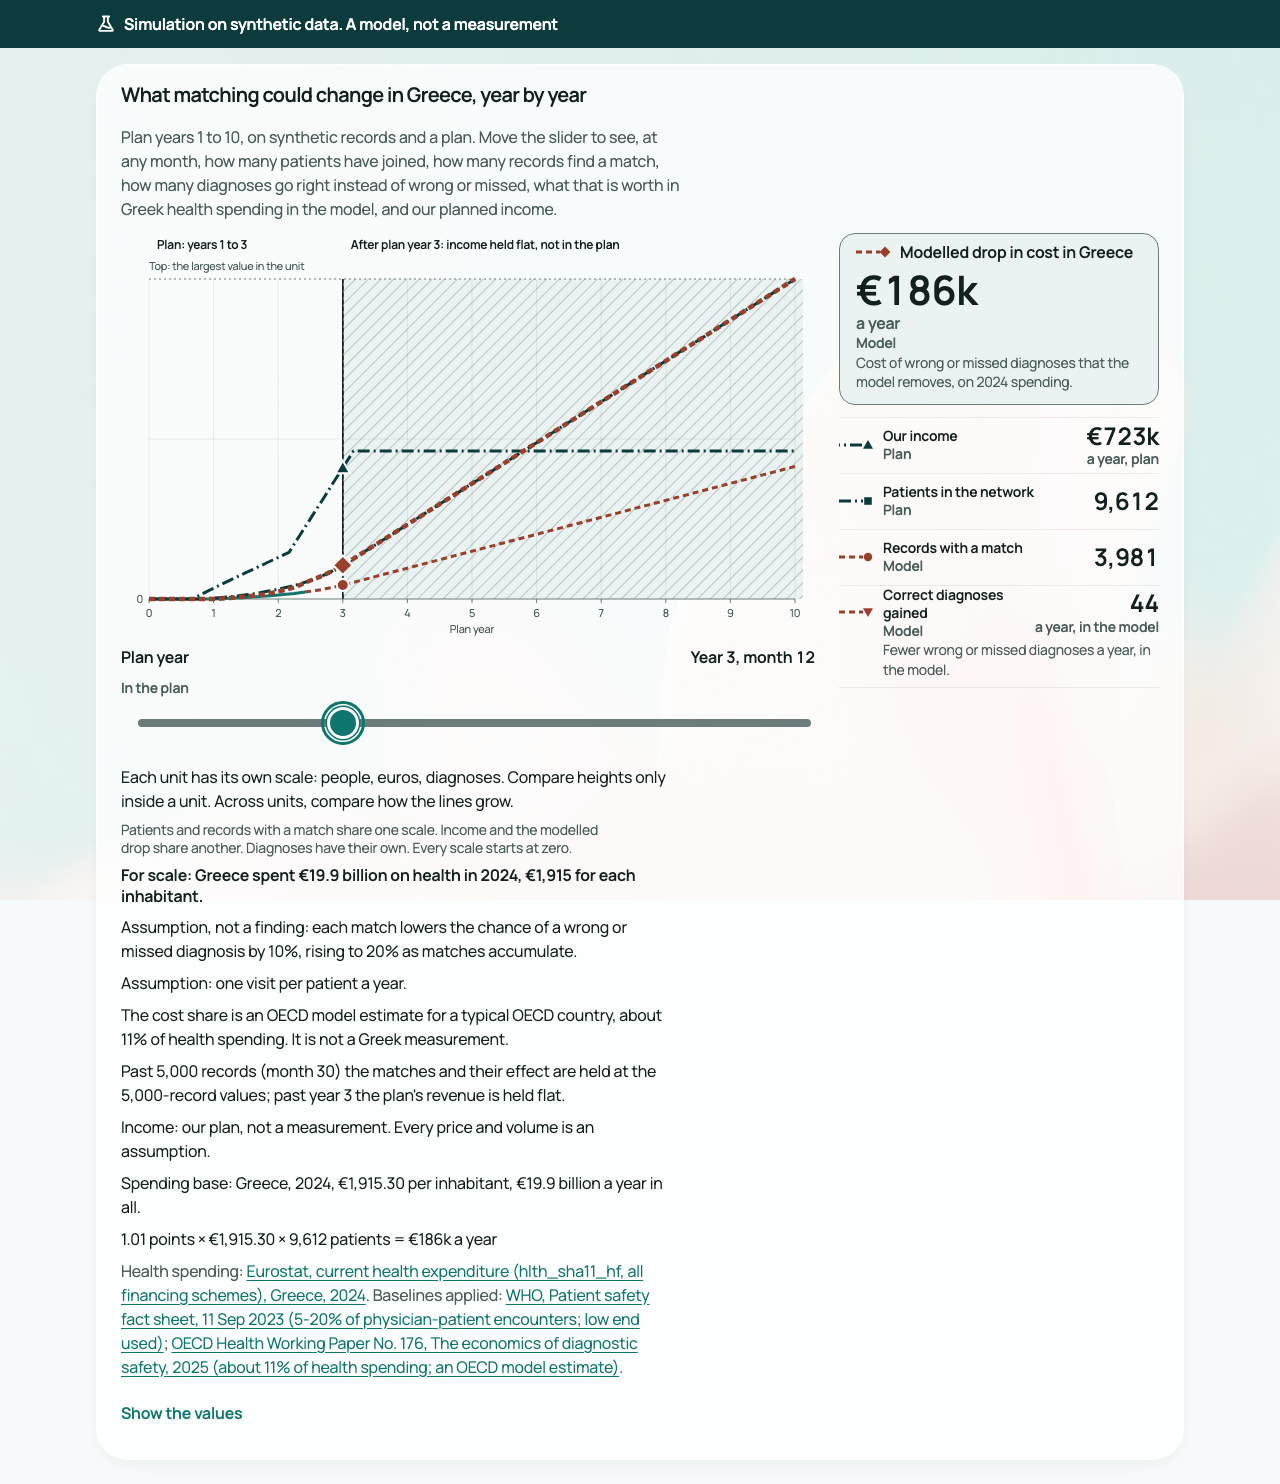 Simulation on synthetic data. A model, not a measurement
What matching could change in Greece, year by year
Plan years 1 to 10, on synthetic records and a plan. Move the slider to see, at
any month, how many patients have joined, how many records find a match,
how many diagnoses go right instead of wrong or missed, what that is worth in
Greek health spending in the model, and our planned income.
Plan: years 1 to 3
After plan year 3: income held flat, not in the plan
Top: the largest value in the unit
0
0 1 2 3 4 5 6 7 8 9 10
Plan year
Modelled drop in cost in Greece
€186k
a year
Model
Cost of wrong or missed diagnoses that the
model removes, on 2024 spending.
Our income
Plan
€723k
a year, plan
Patients in the network
Plan
9,612
Records with a match
Model
3,981
Correct diagnoses
gained
Model
44
a year, in the model
Fewer wrong or missed diagnoses a year, in
the model.
Plan year
Year 3, month 12
In the plan
Each unit has its own scale: people, euros, diagnoses. Compare heights only
inside a unit. Across units, compare how the lines grow.
Patients and records with a match share one scale. Income and the modelled
drop share another. Diagnoses have their own. Every scale starts at zero.
For scale: Greece spent €19.9 billion on health in 2024, €1,915 for each
inhabitant.
Assumption, not a finding: each match lowers the chance of a wrong or
missed diagnosis by 10%, rising to 20% as matches accumulate.
Assumption: one visit per patient a year.
The cost share is an OECD model estimate for a typical OECD country, about
11% of health spending. It is not a Greek measurement.
Past 5,000 records (month 30) the matches and their effect are held at the
5,000-record values; past year 3 the plan's revenue is held flat.
Income: our plan, not a measurement. Every price and volume is an
assumption.
Spending base: Greece, 2024, €1,915.30 per inhabitant, €19.9 billion a year in
all.
1.01 points × €1,915.30 × 9,612 patients = €186k a year
Health spending: Eurostat, current health expenditure (hlth_sha11_hf, all
financing schemes), Greece, 2024. Baselines applied: WHO, Patient safety
fact sheet, 11 Sep 2023 (5-20% of physician-patient encounters; low end
used); OECD Health Working Paper No. 176, The economics of diagnostic
safety, 2025 (about 11% of health spending; an OECD model estimate).
Show the values